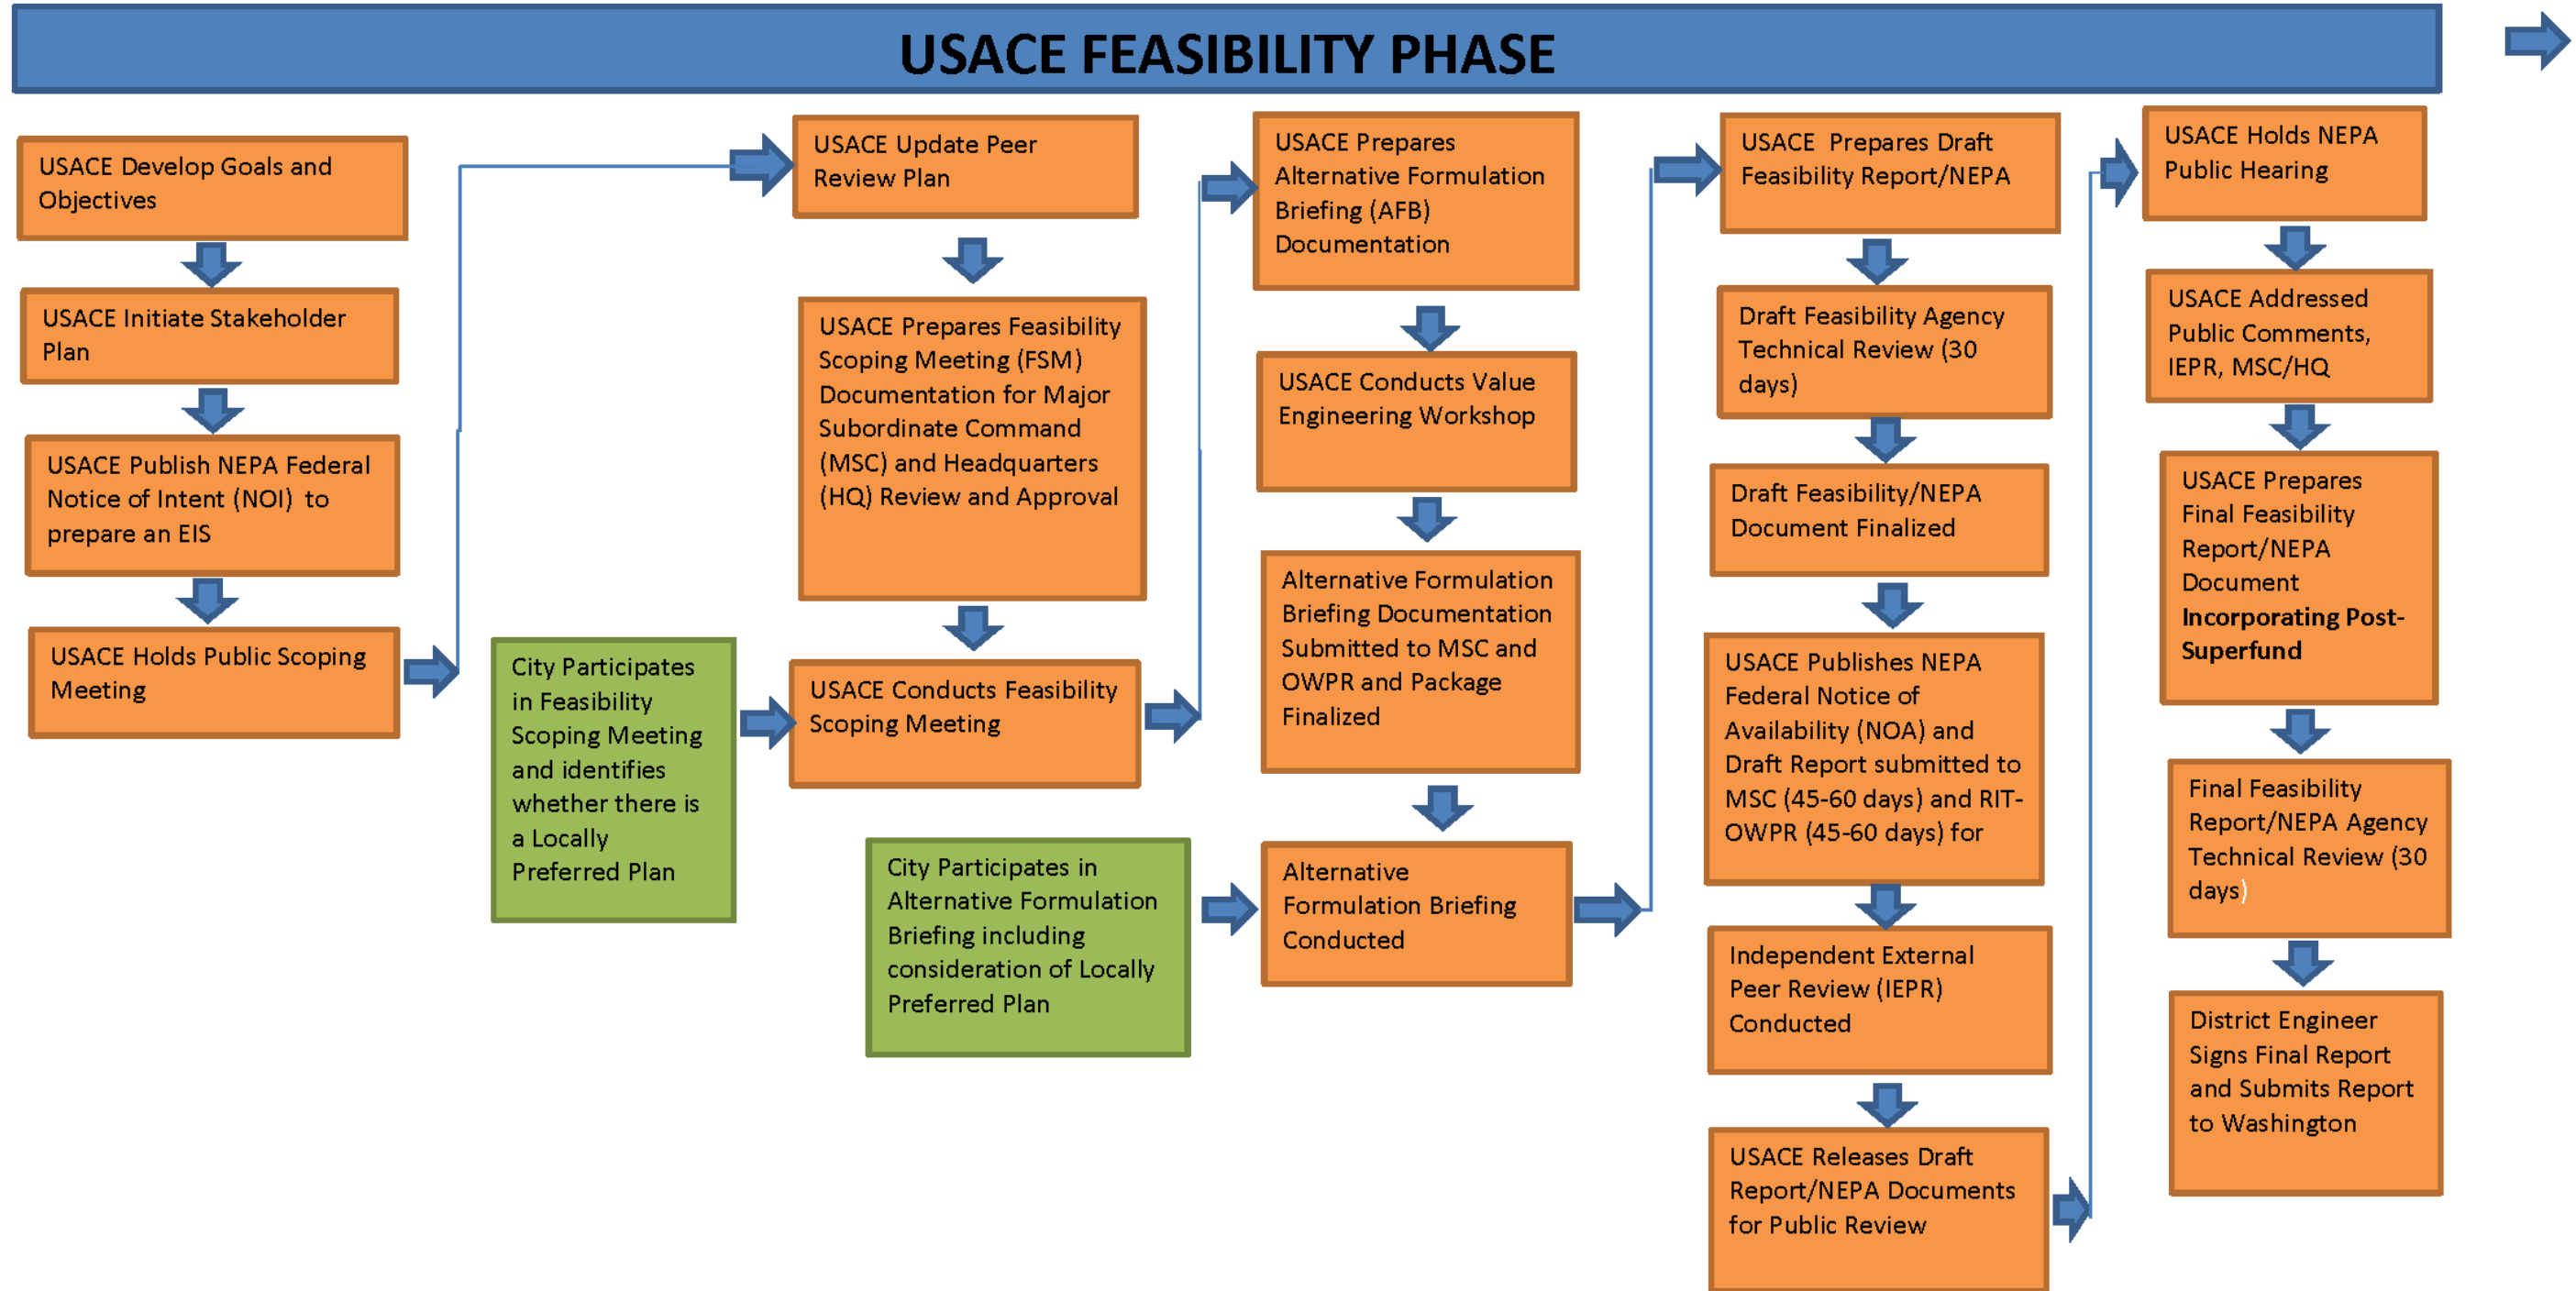 USACE FEASIBILITY PHASE
USACE Develop Goals and
Objectives
USACE Initiate Stakeholder
Plan
USACE Publish NEPA Federal
Notice of Intent (NOI) to
prepare an EIS
USACE Holds Public Scoping
Meeting
City Participates
in Feasibility
Scoping Meeting
and identifies
whether there is
a Locally
Preferred Plan
USACE Update Peer
Review Plan
USACE Prepares Feasibility
Scoping Meeting (FSM)
Documentation for Major
Subordinate Command
(MSC) and Headquarters
(HQ) Review and Approval
USACE Conducts Feasibility
Scoping Meeting
City Participates in
Alternative Formulation
Briefing including
consideration of Locally
Preferred Plan
USACE Prepares
Alternative Formulation
Briefing (AFB)
Documentation
USACE Conducts Value
Engineering Workshop
Alternative Formulation
Briefing Documentation
Submitted to MSC and
OWPR and Package
Finalized
Alternative
Formulation Briefing
Conducted
USACE Prepares Draft
Feasibility Report/NEPA
Draft Feasibility Agency
Technical Review (30
days)
Draft Feasibility/NEPA
Document Finalized
USACE Publishes NEPA
Federal Notice of
Availability (NOA) and
Draft Report submitted to
MSC (45-60 days) and RIT-
OWPR (45-60 days) for
Independent External
Peer Review (IEPR)
Conducted
USACE Releases Draft
Report/NEPA Documents
for Public Review
USACE Holds NEPA
Public Hearing
USACE Addressed
Public Comments,
IEPR, MSC/HQ
USACE Prepares
Final Feasibility
Report/NEPA
Document
Incorporating Post-
Superfund
Final Feasibility
Report/NEPA Agency
Technical Review (30
days)
District Engineer
Signs Final Report
and Submits Report
to Washington